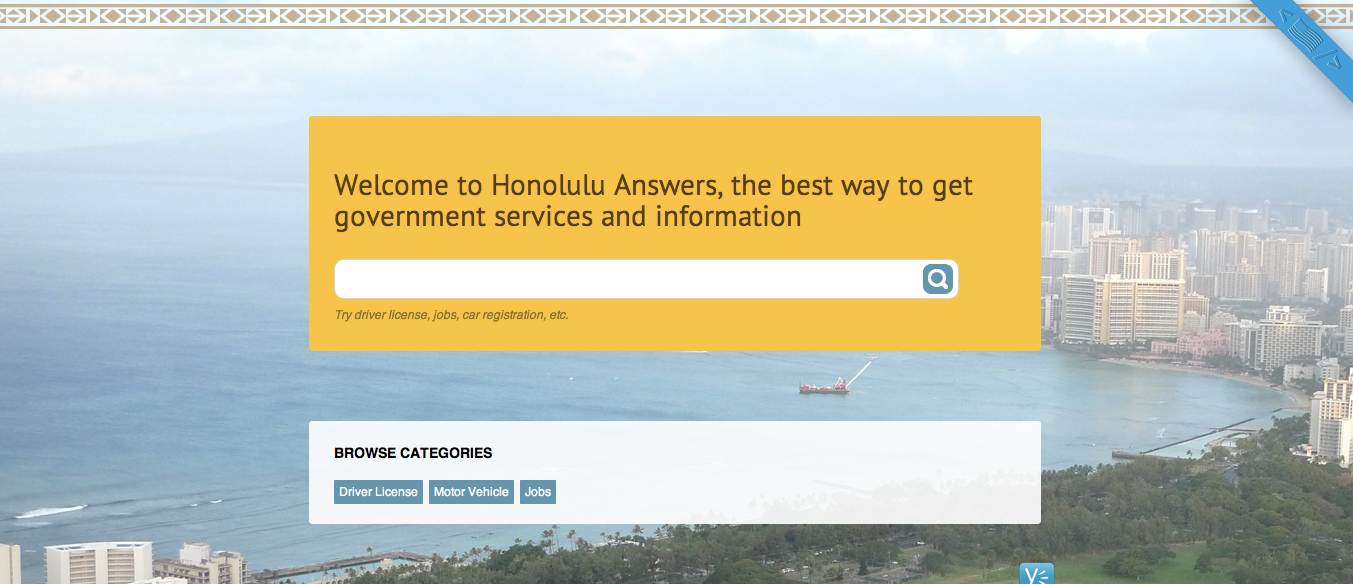 Welcome to Honolulu Answers, the best way to get
government services and information
Try driver license, jobs, car registration, etc.
BROWSE CATEGORIES
Driver License Motor Vehicle Jobs